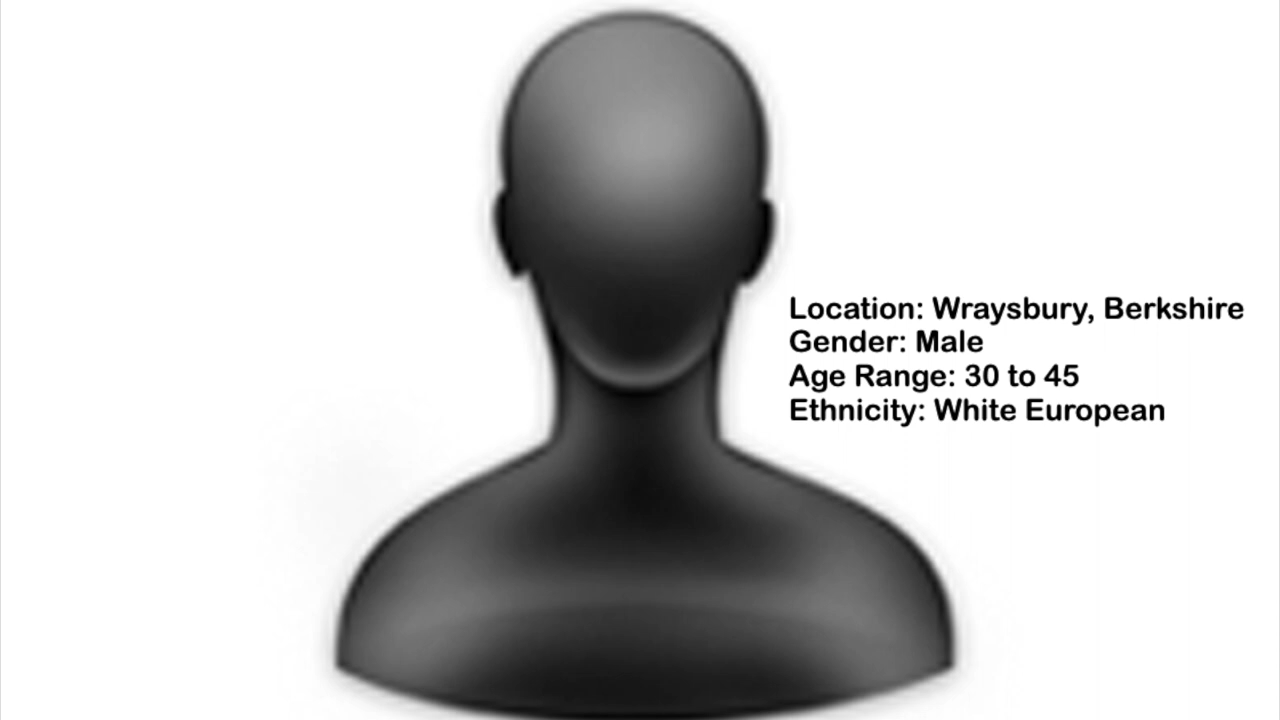 Location: Wraysbury, Berkshire
Gender: Male
Age Range: 30 to 45
Ethnicity: White European